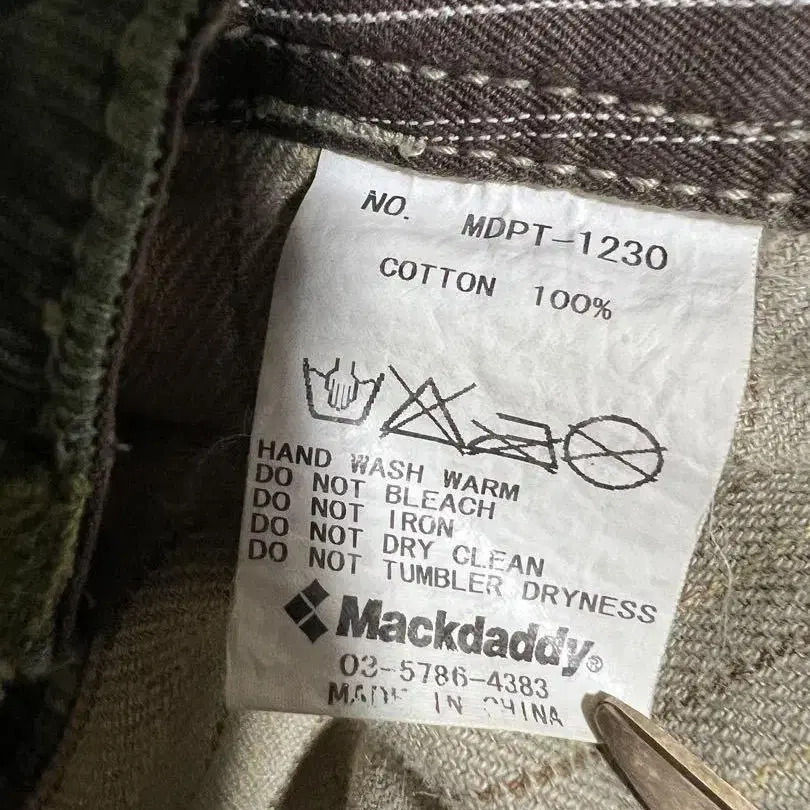 NO. MDPT-1230
COTTON 100%
HAND WASH WARM
DO NOT BLEACH
DO NOT IRON
DO NOT DRY CLEAN
DO NOT TUMBLER DRYNESS
Mackdaddy®
03-5786-4383
MADE IN CHINA